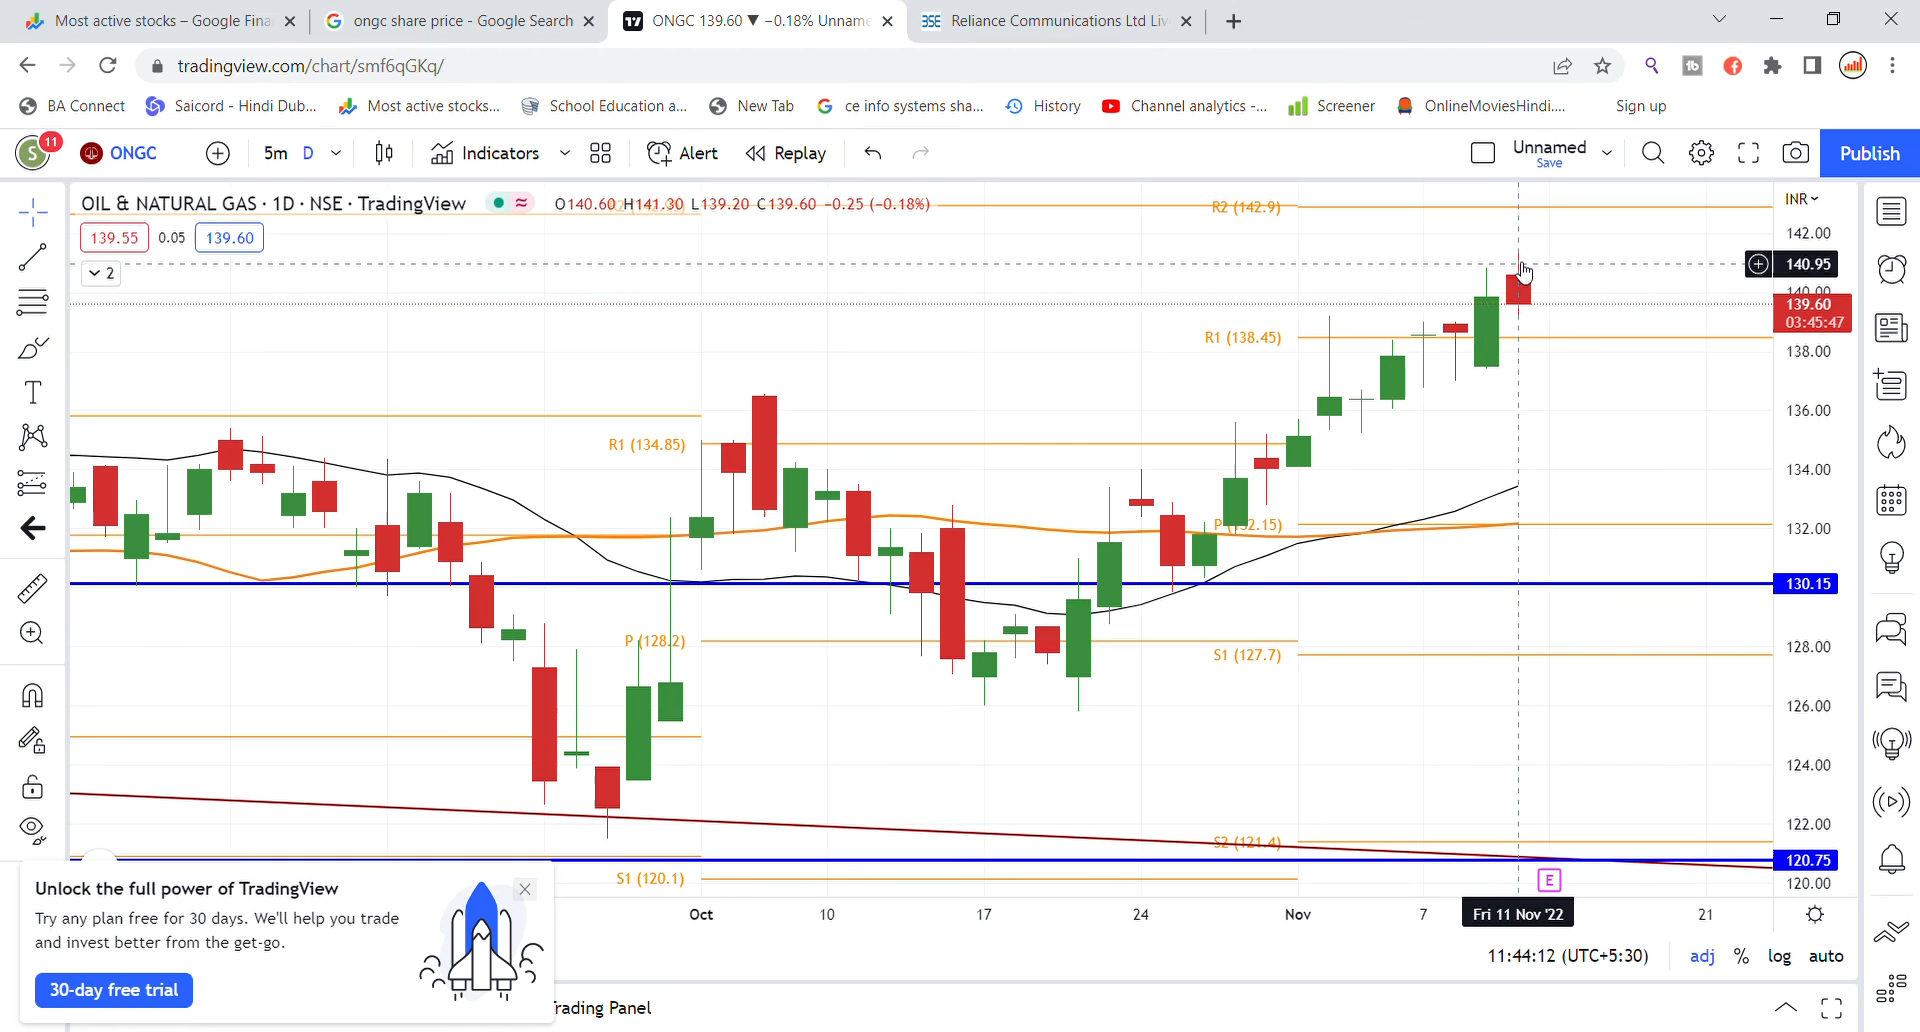 Most active stocks – Google Fina
ongc share price - Google Search
ONGC 139.60 ▼ −0.18% Unname
BSE Reliance Communications Ltd Liv
tradingview.com/chart/smf6qGKq/
BA Connect
Saicord - Hindi Dub...
Most active stocks...
School Education a...
New Tab
ce info systems sha...
History
Channel analytics -...
Screener
OnlineMoviesHindi....
Sign up
S 11
ONGC
5m D
Indicators
Alert
Replay
Unnamed
Save
Publish
OIL & NATURAL GAS · 1D · NSE · TradingView
O140.60 H141.30 L139.20 C139.60 −0.25 (−0.18%)
139.55 0.05 139.60
2
R2 (142.9)
INR
142.00
140.95
140.00
139.60
03:45:47
R1 (138.45)
138.00
136.00
R1 (134.85)
134.00
P (132.15)
132.00
130.15
P (128.2)
128.00
S1 (127.7)
126.00
124.00
122.00
S2 (121.4)
120.75
S1 (120.1)
120.00
E
Oct 10 17 24 Nov 7 Fri 11 Nov '22 21
Unlock the full power of TradingView
Try any plan free for 30 days. We'll help you trade
and invest better from the get-go.
30-day free trial
11:44:12 (UTC+5:30)
adj % log auto
Trading Panel